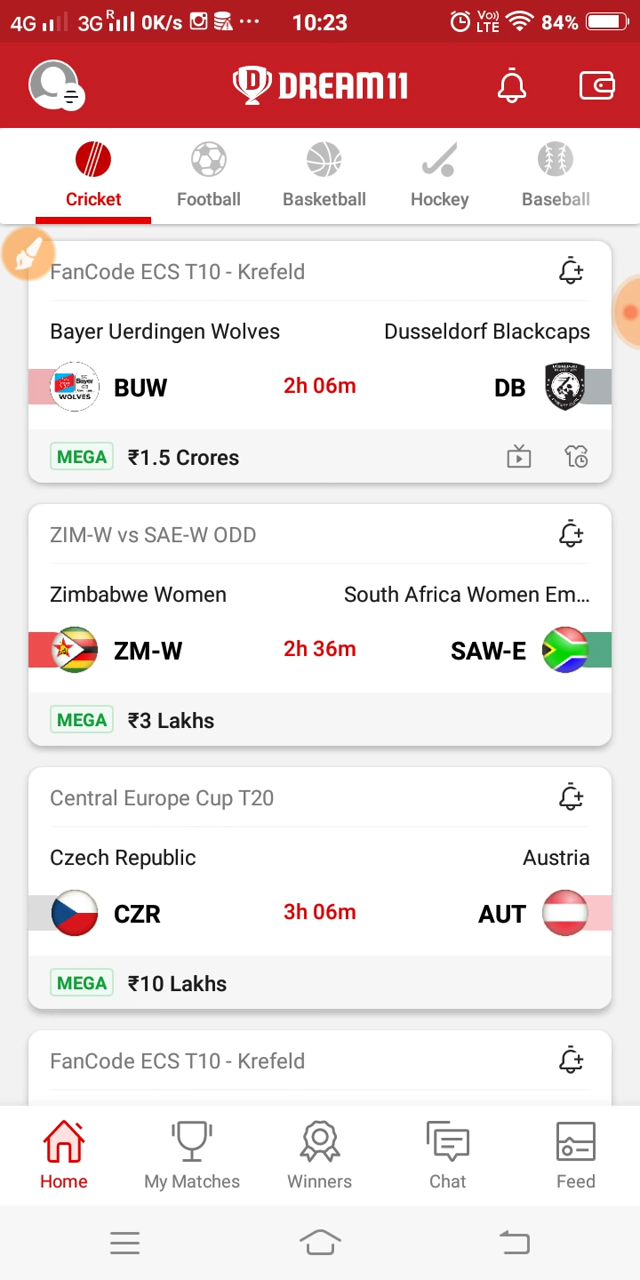 4G 3G R 0K/s ... 10:23 Vo) LTE 84%
DREAM11
Cricket Football Basketball Hockey Baseball
FanCode ECS T10 - Krefeld
Bayer Uerdingen Wolves Dusseldorf Blackcaps
Bayer
WOLVES
BUW 2h 06m DB
MEGA ₹1.5 Crores
ZIM-W vs SAE-W ODD
Zimbabwe Women South Africa Women Em...
ZM-W 2h 36m SAW-E
MEGA ₹3 Lakhs
Central Europe Cup T20
Czech Republic Austria
CZR 3h 06m AUT
MEGA ₹10 Lakhs
FanCode ECS T10 - Krefeld
Home My Matches Winners Chat Feed